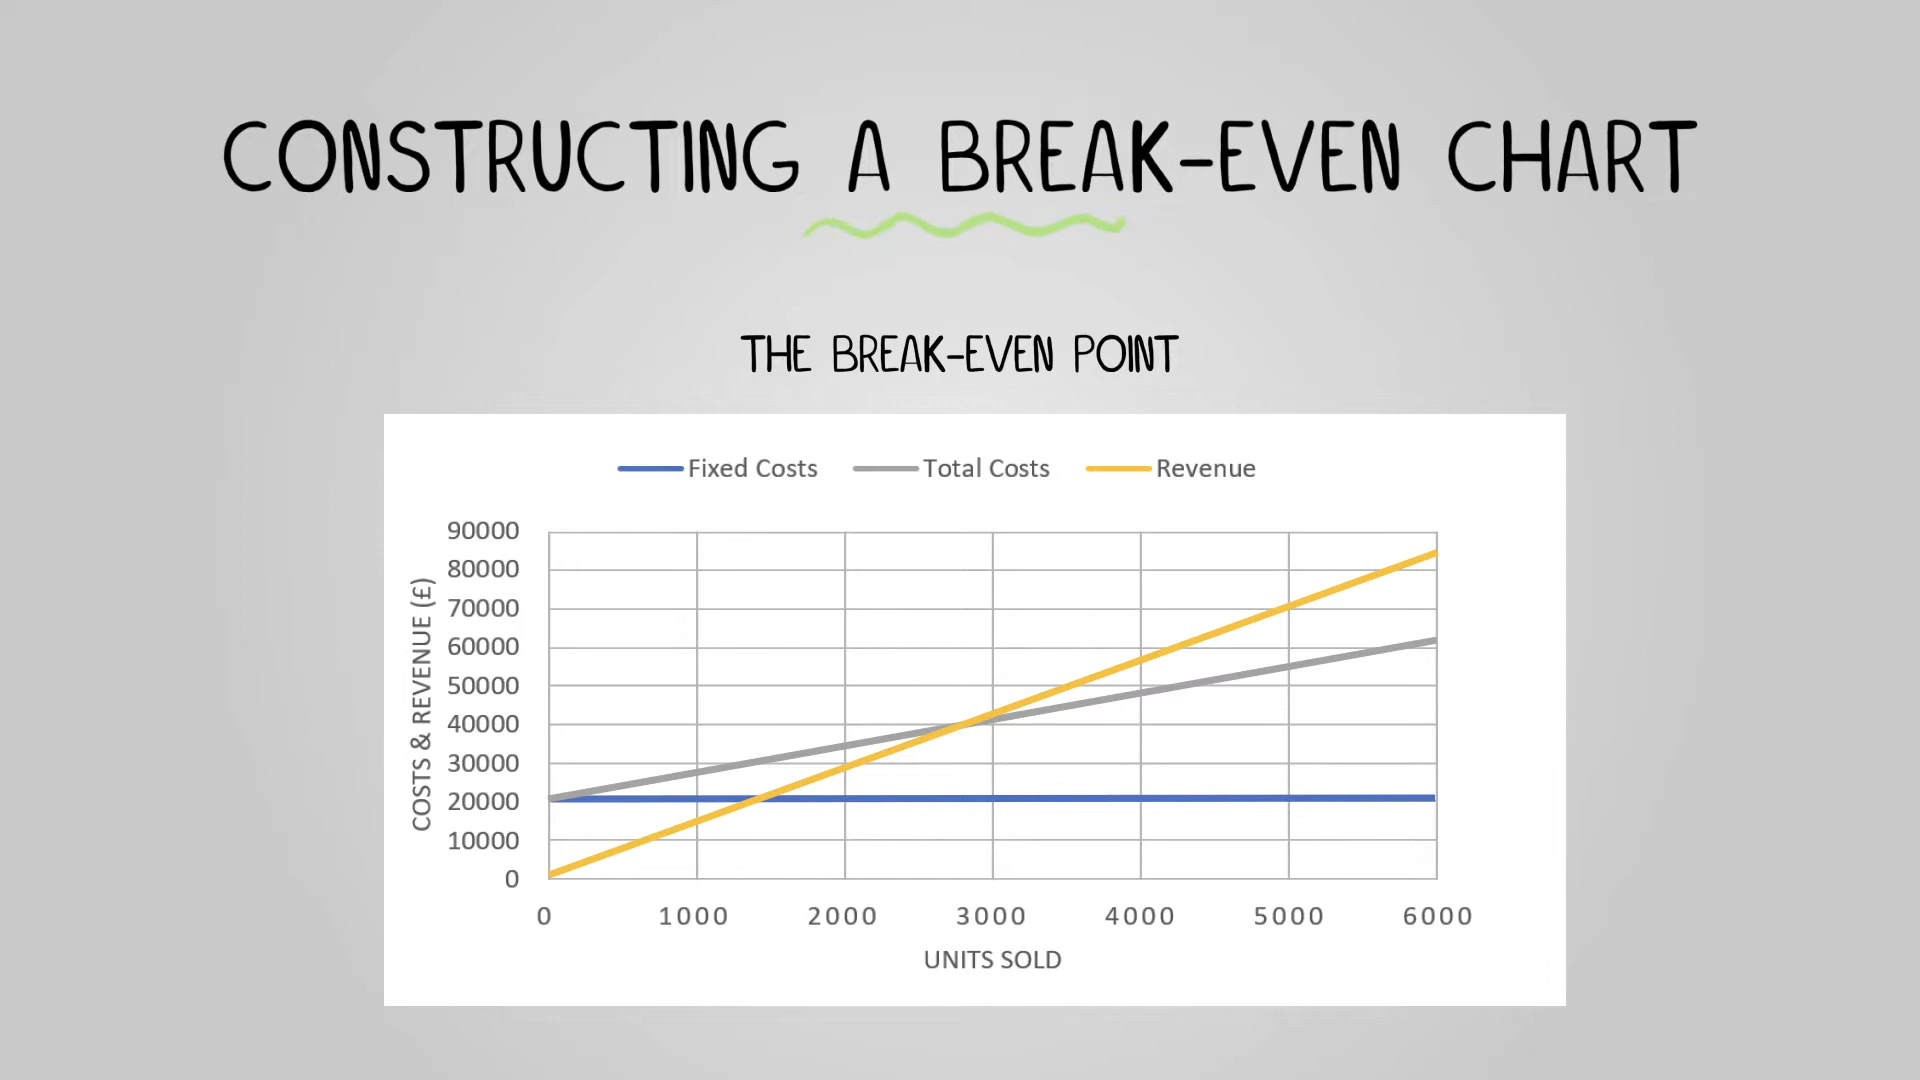 CONSTRUCTING A BREAK-EVEN CHART
THE BREAK-EVEN POINT
Fixed Costs Total Costs Revenue
COSTS & REVENUE (£)
90000
80000
70000
60000
50000
40000
30000
20000
10000
0
0 1000 2000 3000 4000 5000 6000
UNITS SOLD